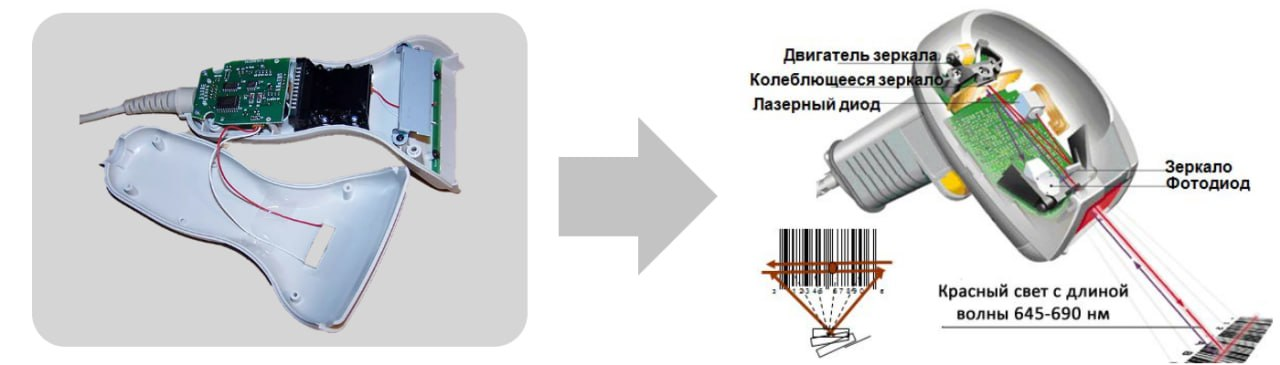 Двигатель зеркала
Колеблющееся зеркало
Лазерный диод
Зеркало
Фотодиод
Красный свет с длиной
волны 645-690 нм